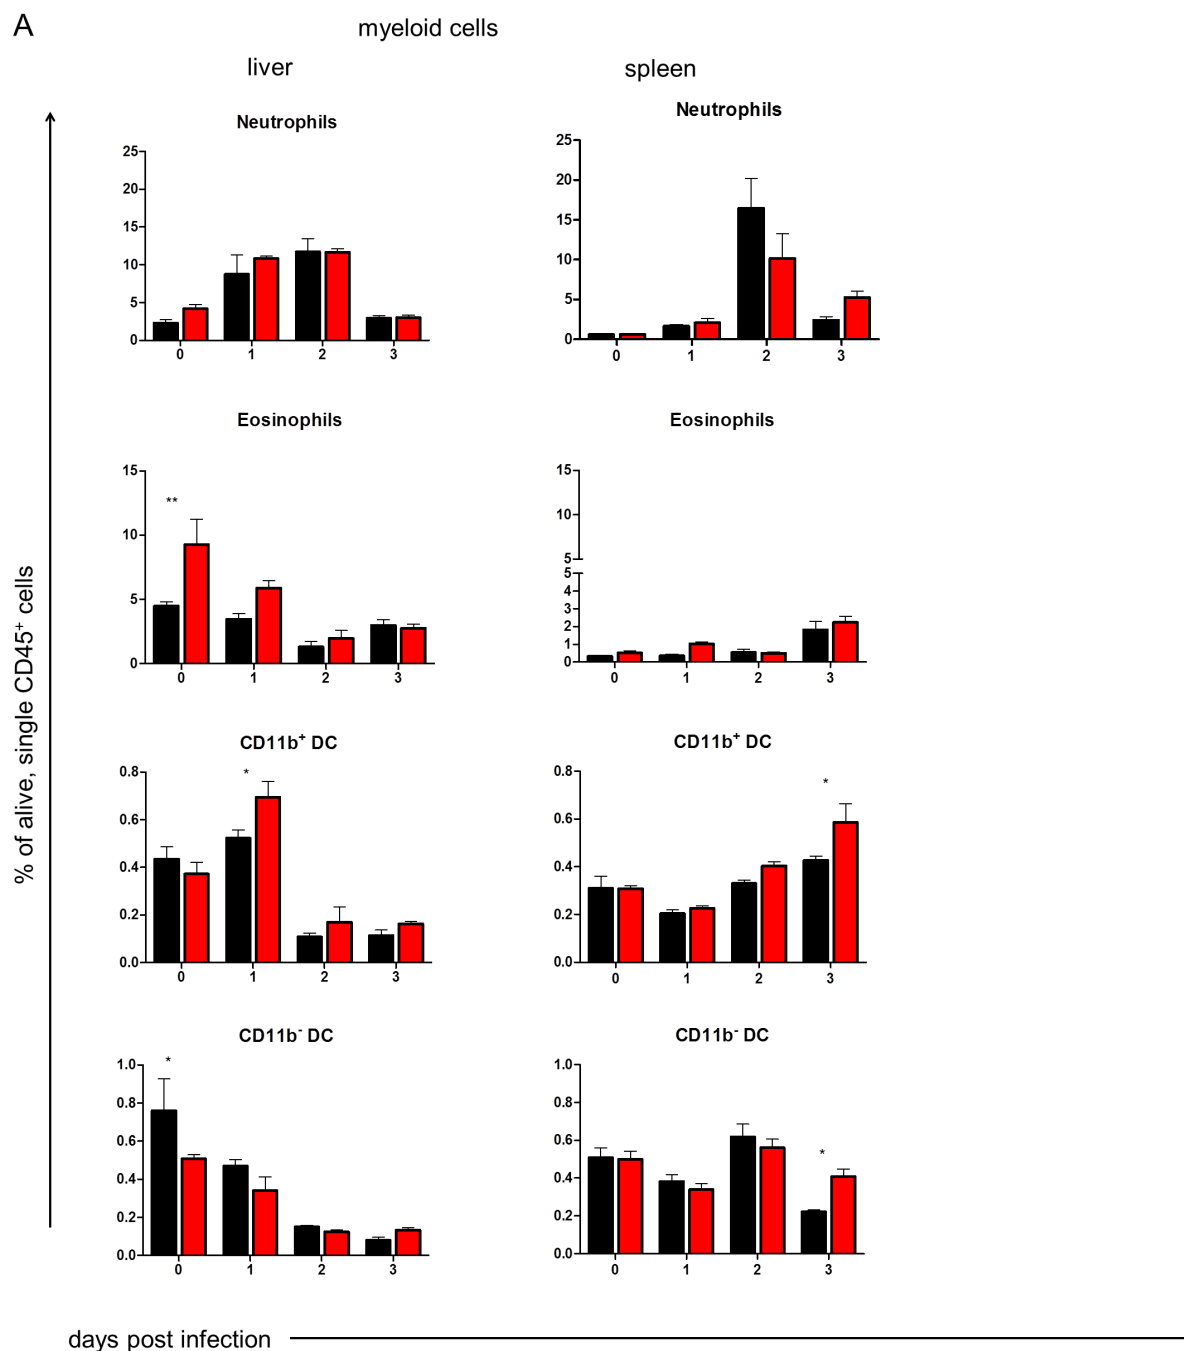 A
myeloid cells
liver
spleen
% of alive, single CD45⁺ cells
Neutrophils
25
20
15
10
5
0
0 1 2 3
Neutrophils
25
20
15
10
5
0
0 1 2 3
Eosinophils
15
10
5
0
**
0 1 2 3
Eosinophils
15
10
5
5
4
3
2
1
0
0 1 2 3
CD11b⁺ DC
0.8
0.6
0.4
0.2
0.0
*
0 1 2 3
CD11b⁺ DC
0.8
0.6
0.4
0.2
0.0
*
0 1 2 3
CD11b⁻ DC
1.0
0.8
0.6
0.4
0.2
0.0
*
0 1 2 3
CD11b⁻ DC
1.0
0.8
0.6
0.4
0.2
0.0
*
0 1 2 3
days post infection